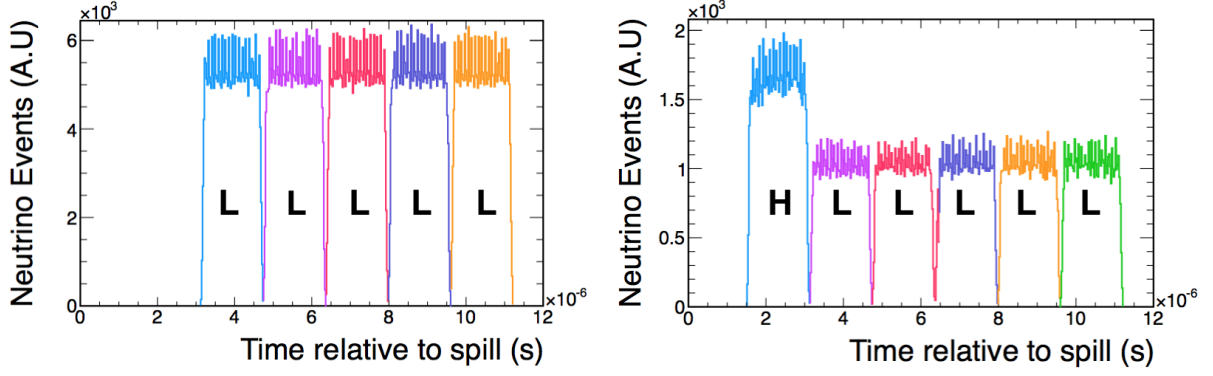 ×10³
Neutrino Events (A.U)
6
4
2
0
L L L L L
0 2 4 6 8 10 12
×10⁻⁶
Time relative to spill (s)
×10³
Neutrino Events (A.U)
2
1.5
1
0.5
0
H L L L L L
0 2 4 6 8 10 12
×10⁻⁶
Time relative to spill (s)